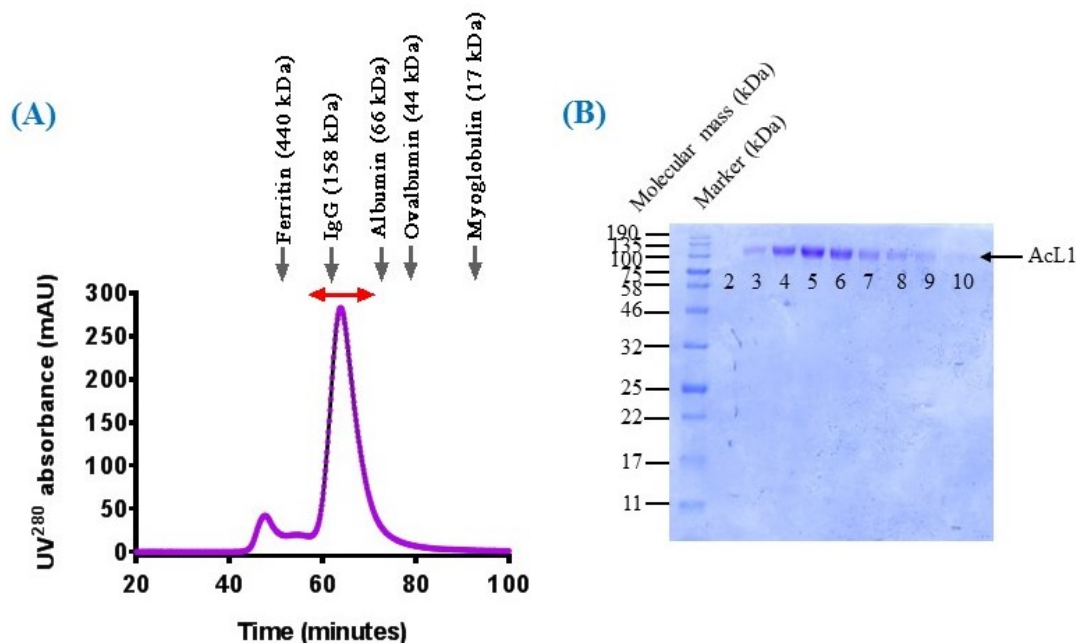 (A)
Ferritin (440 kDa)
IgG (158 kDa)
Albumin (66 kDa)
Ovalbumin (44 kDa)
Myoglobulin (17 kDa)
300
250
200
150
100
50
0
UV280 absorbance (mAU)
20 40 60 80 100
Time (minutes)
(B)
Molecular mass (kDa)
Marker (kDa)
190
135
100
75
58
46
32
25
22
17
11
2 3 4 5 6 7 8 9 10
AcL1